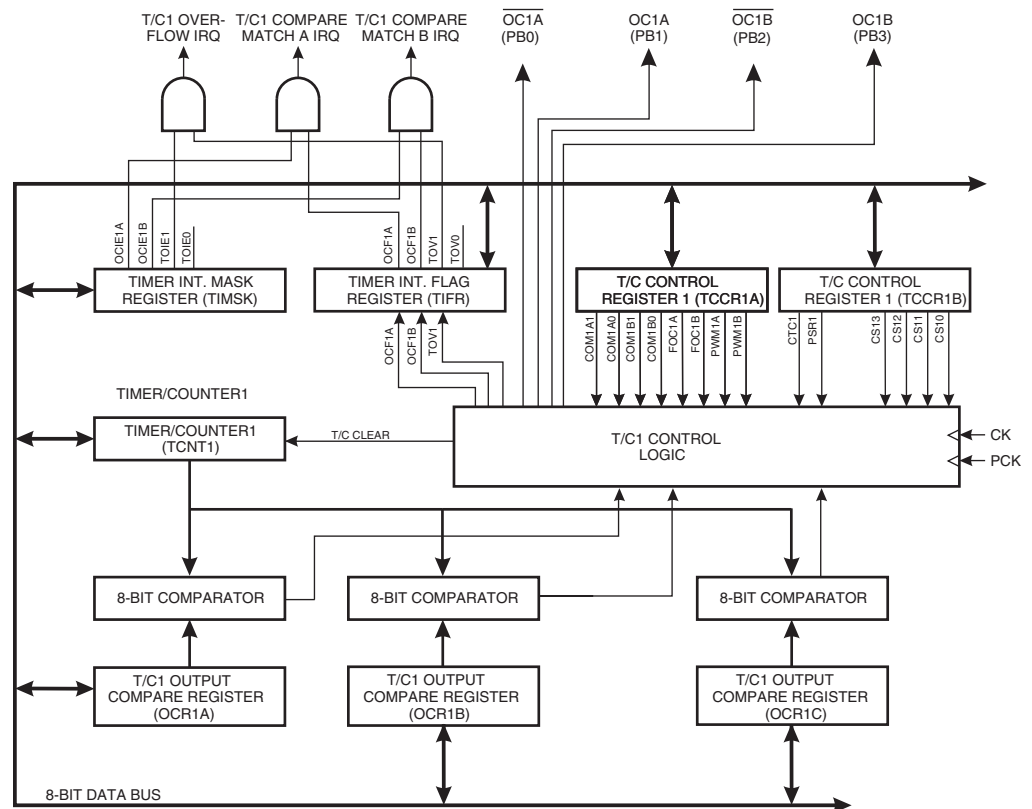 T/C1 OVER-
FLOW IRQ
T/C1 COMPARE
MATCH A IRQ
T/C1 COMPARE
MATCH B IRQ
OC1A
(PB0)
OC1A
(PB1)
OC1B
(PB2)
OC1B
(PB3)
OCIE1A
OCIE1B
TOIE1
TOIE0
OCF1A
OCF1B
TOV1
TOV0
TIMER INT. MASK
REGISTER (TIMSK)
TIMER INT. FLAG
REGISTER (TIFR)
T/C CONTROL
REGISTER 1 (TCCR1A)
T/C CONTROL
REGISTER 1 (TCCR1B)
OCF1A
OCF1B
TOV1
COM1A1
COM1A0
COM1B1
COM1B0
FOC1A
FOC1B
PWM1A
PWM1B
CTC1
PSR1
CS13
CS12
CS11
CS10
TIMER/COUNTER1
TIMER/COUNTER1
(TCNT1)
T/C CLEAR
T/C1 CONTROL
LOGIC
CK
PCK
8-BIT COMPARATOR
8-BIT COMPARATOR
8-BIT COMPARATOR
T/C1 OUTPUT
COMPARE REGISTER
(OCR1A)
T/C1 OUTPUT
COMPARE REGISTER
(OCR1B)
T/C1 OUTPUT
COMPARE REGISTER
(OCR1C)
8-BIT DATA BUS